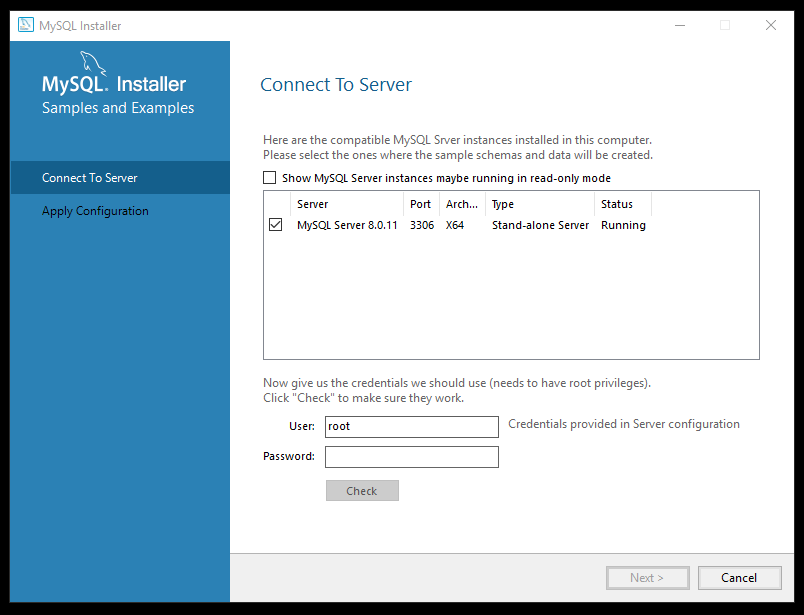 MySQL Installer
MySQL. Installer
Samples and Examples
Connect To Server
Apply Configuration
Connect To Server
Here are the compatible MySQL Srver instances installed in this computer.
Please select the ones where the sample schemas and data will be created.
Show MySQL Server instances maybe running in read-only mode
Server Port Arch... Type Status
MySQL Server 8.0.11 3306 X64 Stand-alone Server Running
Now give us the credentials we should use (needs to have root privileges).
Click "Check" to make sure they work.
User: root Credentials provided in Server configuration
Password:
Check
Next > Cancel